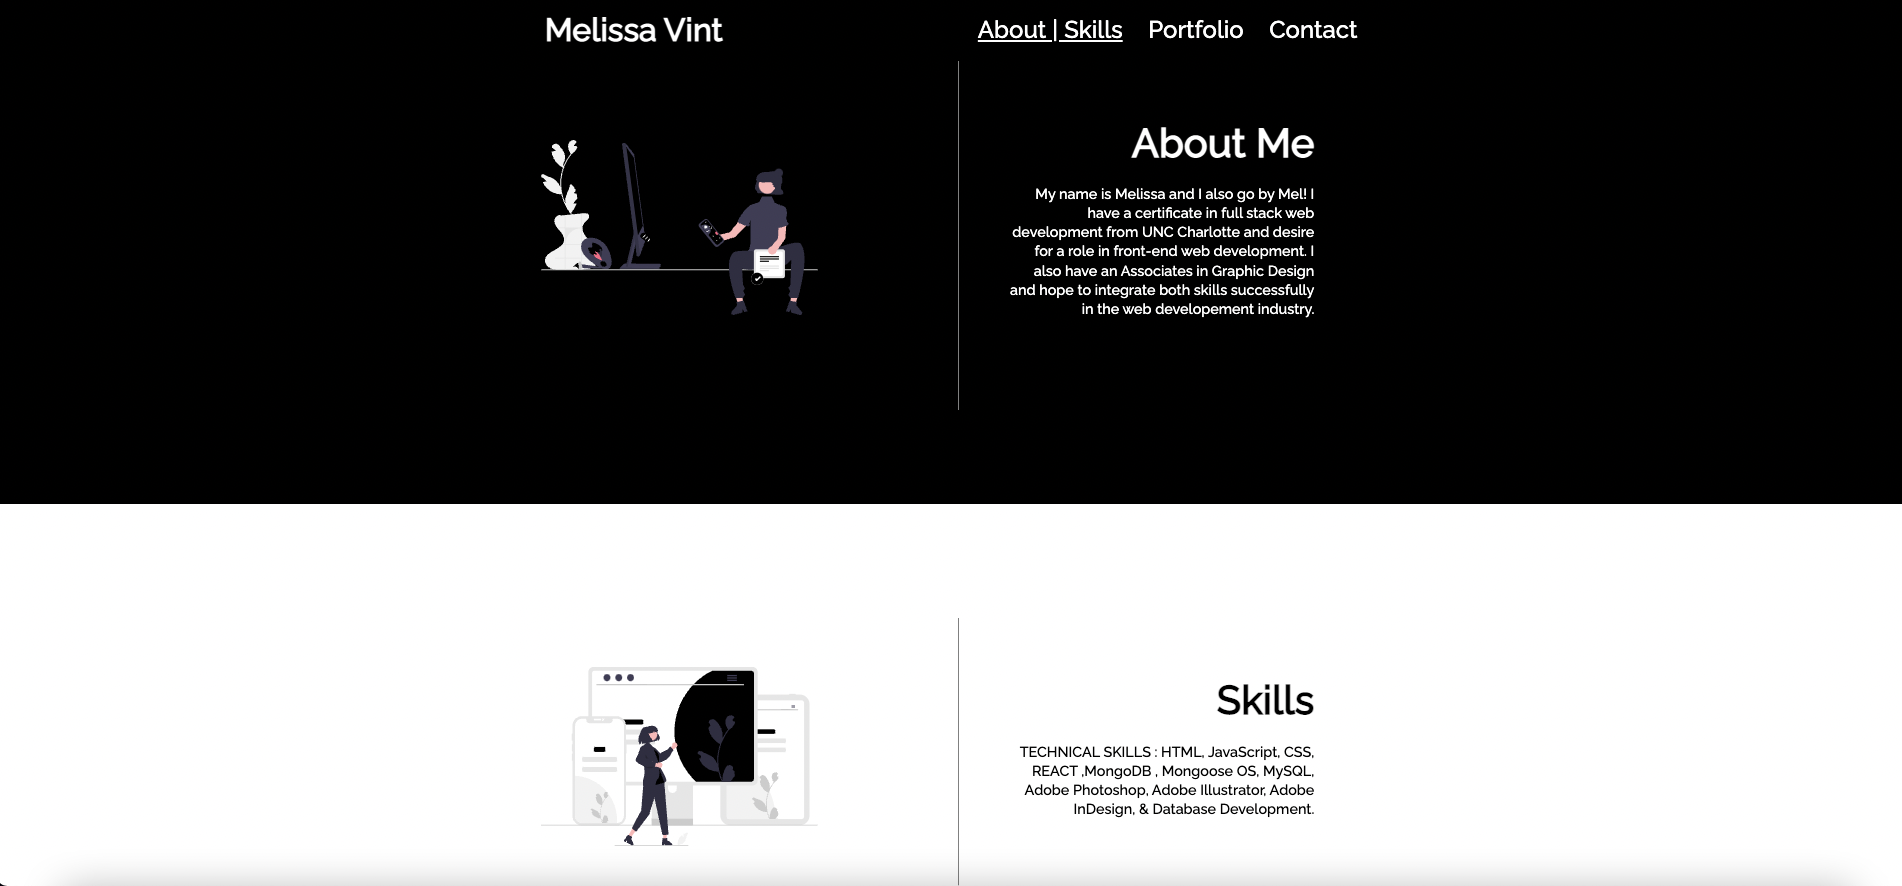 Melissa Vint
About | Skills Portfolio Contact
About Me
My name is Melissa and I also go by Mel! I
have a certificate in full stack web
development from UNC Charlotte and desire
for a role in front-end web development. I
also have an Associates in Graphic Design
and hope to integrate both skills successfully
in the web developement industry.
Skills
TECHNICAL SKILLS : HTML, JavaScript, CSS,
REACT ,MongoDB , Mongoose OS, MySQL,
Adobe Photoshop, Adobe Illustrator, Adobe
InDesign, & Database Development.